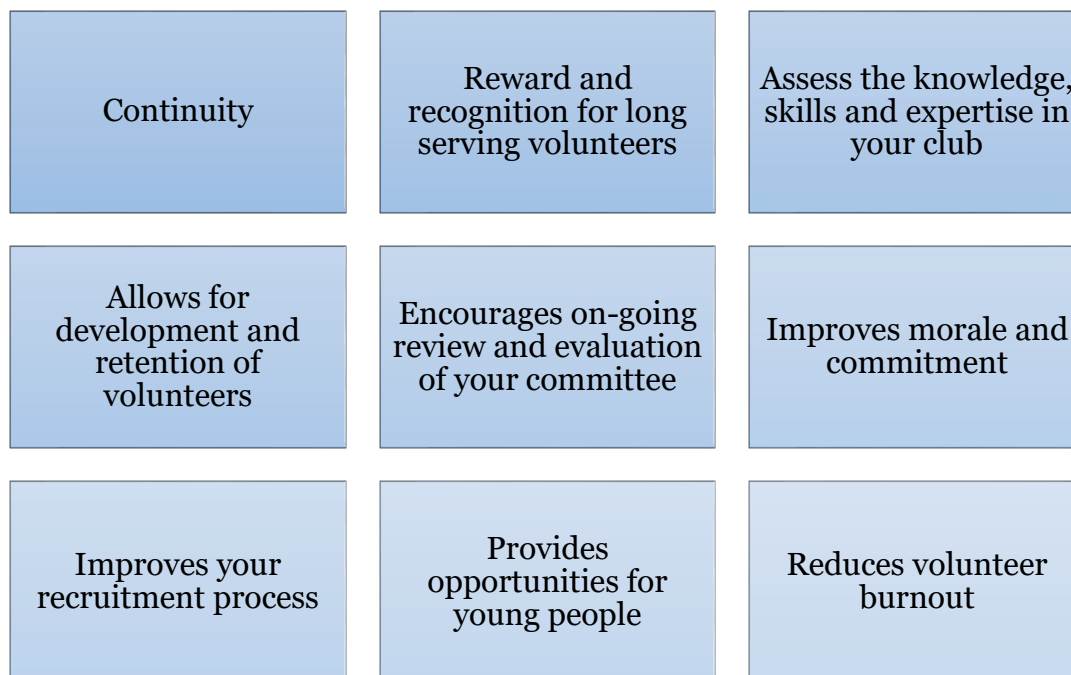 Continuity
Reward and
recognition for long
serving volunteers
Assess the knowledge,
skills and expertise in
your club
Allows for
development and
retention of
volunteers
Encourages on-going
review and evaluation
of your committee
Improves morale and
commitment
Improves your
recruitment process
Provides
opportunities for
young people
Reduces volunteer
burnout